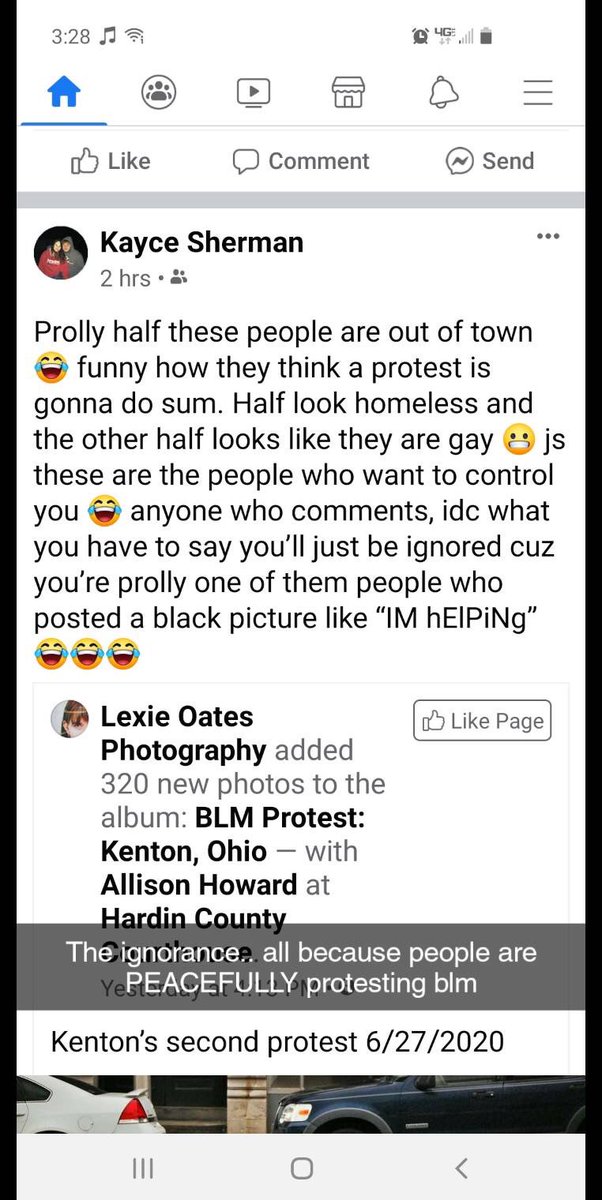 3:28
4G
Like
Comment
Send
Kayce Sherman
2 hrs •
Prolly half these people are out of town
😂 funny how they think a protest is
gonna do sum. Half look homeless and
the other half looks like they are gay 😬 js
these are the people who want to control
you 😂 anyone who comments, idc what
you have to say you’ll just be ignored cuz
you’re prolly one of them people who
posted a black picture like “IM hElPiNg”
😂😂😂
Lexie Oates
Like Page
Photography added
320 new photos to the
album: BLM Protest:
Kenton, Ohio — with
Allison Howard at
Hardin County
Courthouse.
The ignorance.. all because people are
Yesterday at 4:13 PM •
PEACEFULLY protesting blm
Kenton’s second protest 6/27/2020